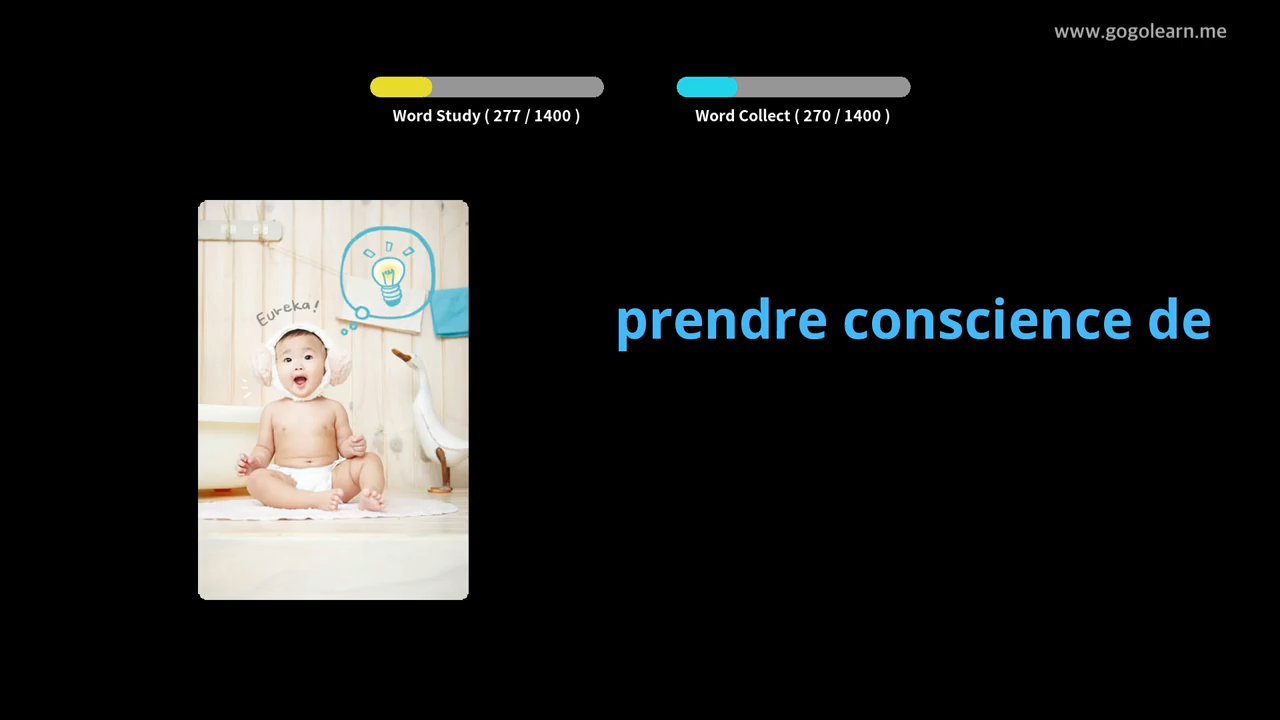 www.gogolearn.me
Word Study ( 277 / 1400 )
Word Collect ( 270 / 1400 )
Eureka!
prendre conscience de